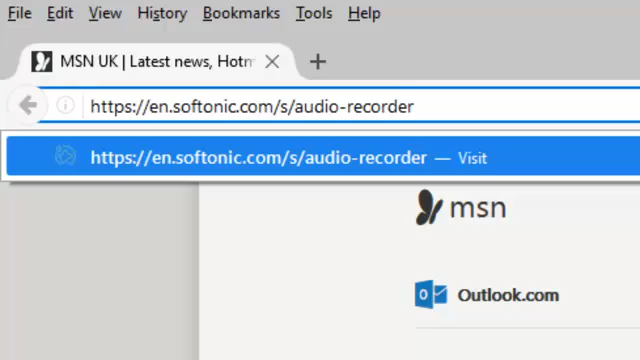 File Edit View History Bookmarks Tools Help
MSN UK | Latest news, Hotm
https://en.softonic.com/s/audio-recorder
https://en.softonic.com/s/audio-recorder — Visit
msn
Outlook.com